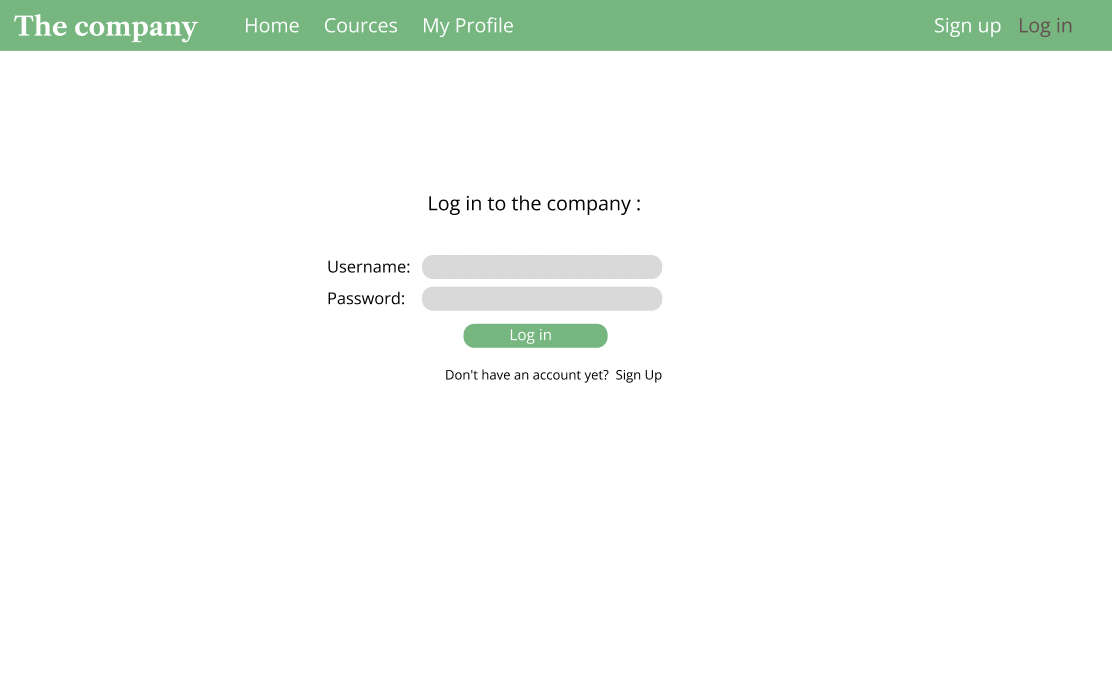 The company Home Cources My Profile Sign up Log in
Log in to the company :
Username:
Password:
Log in
Don't have an account yet? Sign Up